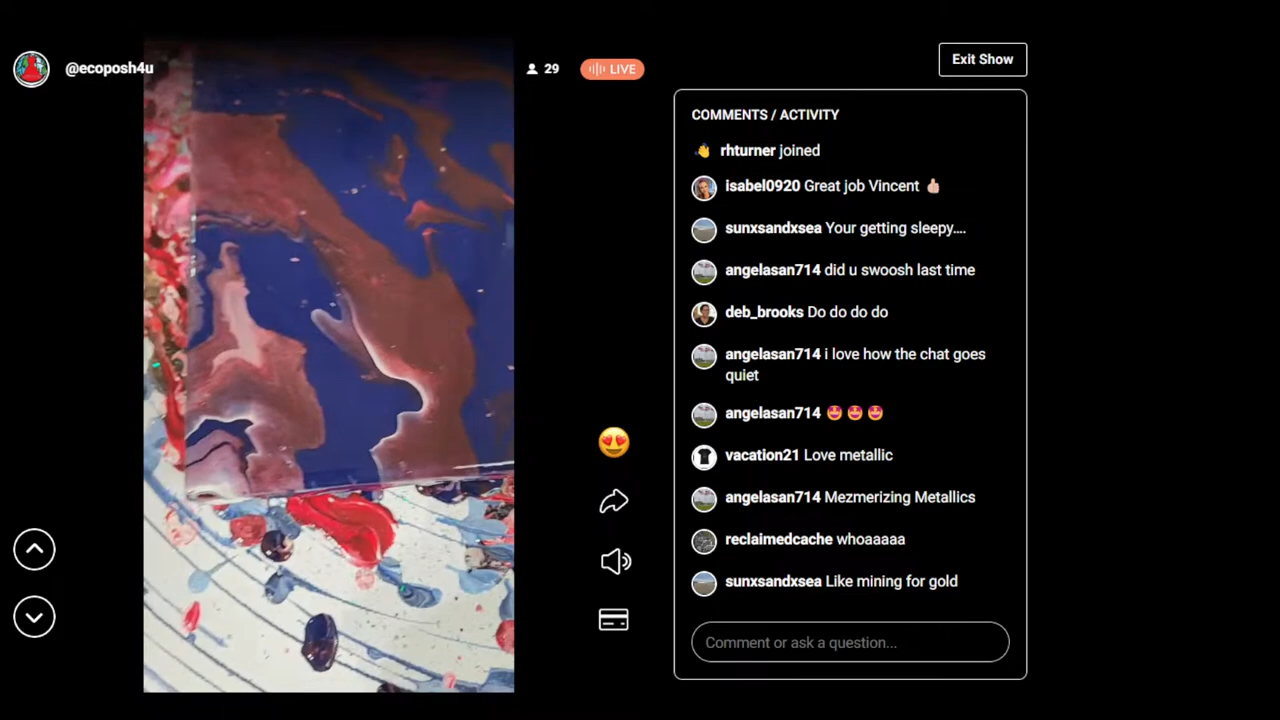 @ecoposh4u
29
LIVE
Exit Show
COMMENTS / ACTIVITY
rhturner joined
isabel0920 Great job Vincent 👍🏻
sunxsandxsea Your getting sleepy....
angelasan714 did u swoosh last time
deb_brooks Do do do do
angelasan714 i love how the chat goes
quiet
angelasan714 🤩🤩🤩
vacation21 Love metallic
angelasan714 Mezmerizing Metallics
reclaimedcache whoaaaaa
sunxsandxsea Like mining for gold
Comment or ask a question...